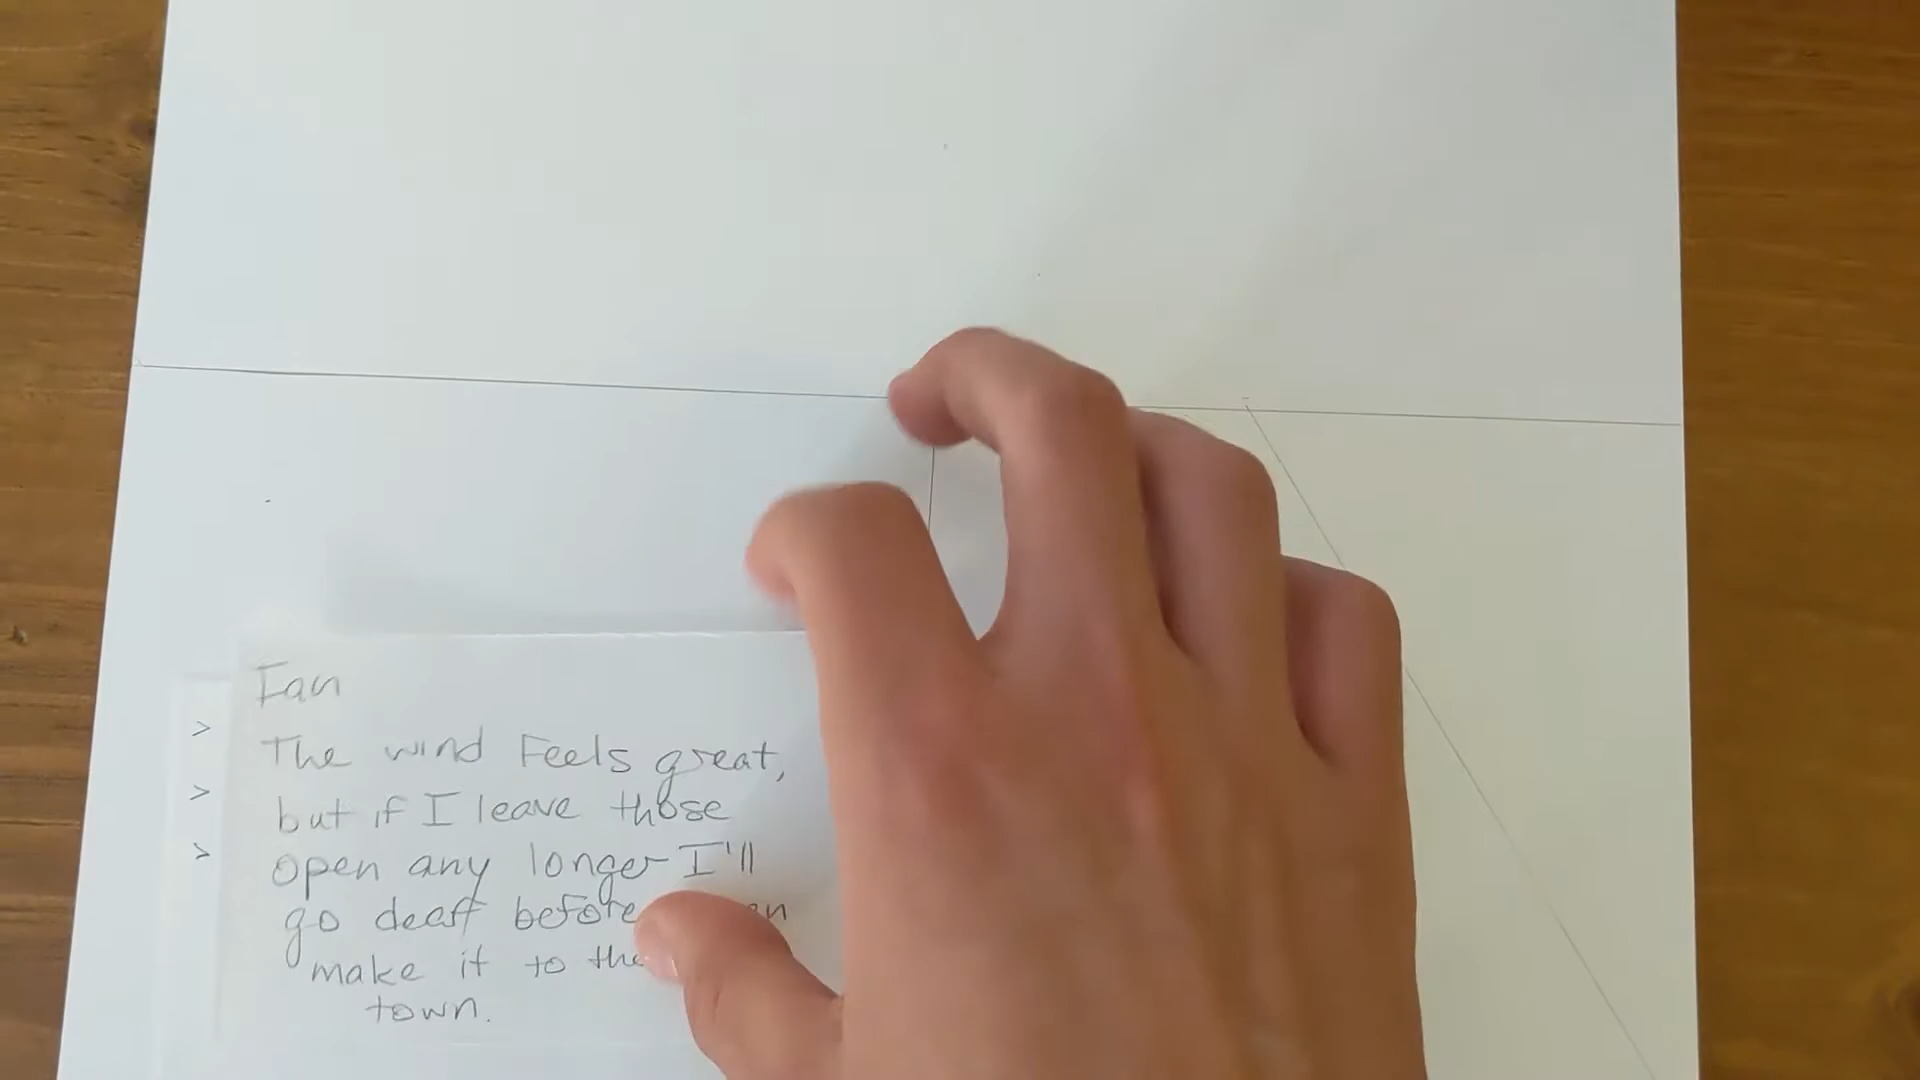 Ian
>
The wind Feels great,
>
but if I leave those
>
open any longer I'll
go deaf before
make it to the
town.